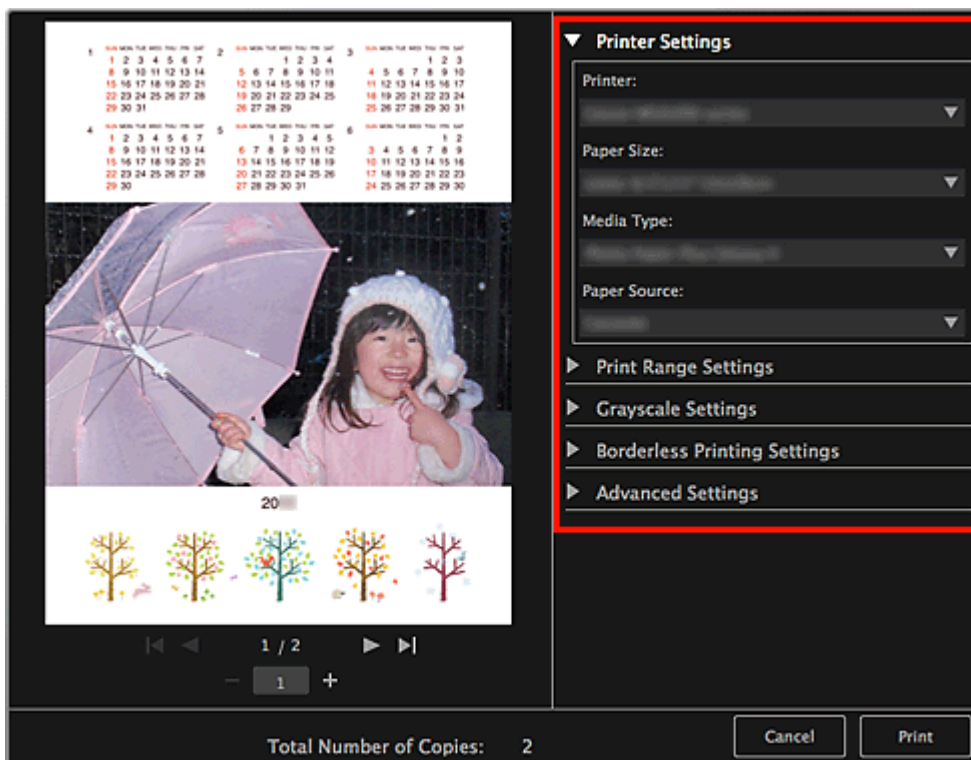 1 SUN MON TUE WED THU FRI SAT 2 SUN MON TUE WED THU FRI SAT 3 SUN MON TUE WED THU FRI SAT
1 2 3 4 5 6 7 1 2 3 4 1 2 3
8 9 10 11 12 13 14 5 6 7 8 9 10 11 4 5 6 7 8 9 10
15 16 17 18 19 20 21 12 13 14 15 16 17 18 11 12 13 14 15 16 17
22 23 24 25 26 27 28 19 20 21 22 23 24 25 18 19 20 21 22 23 24
29 30 31 26 27 28 29 25 26 27 28 29 30 31
4 SUN MON TUE WED THU FRI SAT 5 SUN MON TUE WED THU FRI SAT 6 SUN MON TUE WED THU FRI SAT
1 2 3 4 5 6 7 1 2 3 4 5 1 2
8 9 10 11 12 13 14 6 7 8 9 10 11 12 3 4 5 6 7 8 9
15 16 17 18 19 20 21 13 14 15 16 17 18 19 10 11 12 13 14 15 16
22 23 24 25 26 27 28 20 21 22 23 24 25 26 17 18 19 20 21 22 23
29 30 27 28 29 30 31 24 25 26 27 28 29 30
20
1 / 2
− 1 +
Printer Settings
Printer:
Paper Size:
Media Type:
Paper Source:
Print Range Settings
Grayscale Settings
Borderless Printing Settings
Advanced Settings
Total Number of Copies: 2
Cancel
Print